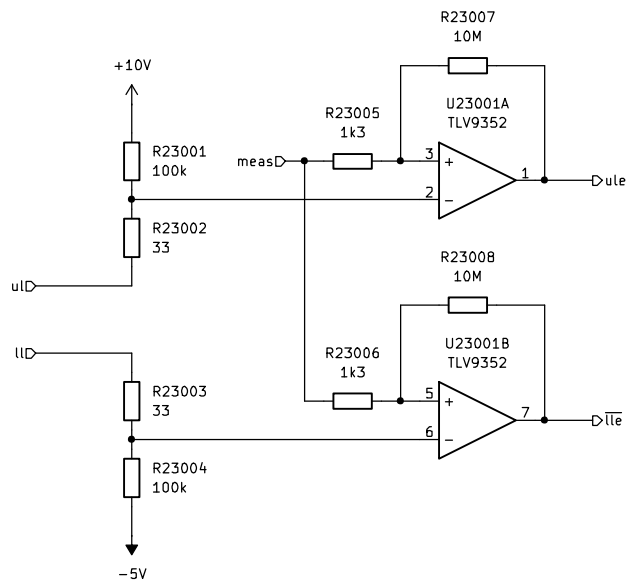 R23007
10M
+10V
U23001A
TLV9352
R23005
1k3
R23001
100k
meas
3
+
1
ule
2
−
R23002
33
ul
R23008
10M
ll
U23001B
TLV9352
R23006
1k3
R23003
33
5
+
7
lle
6
−
R23004
100k
−5V